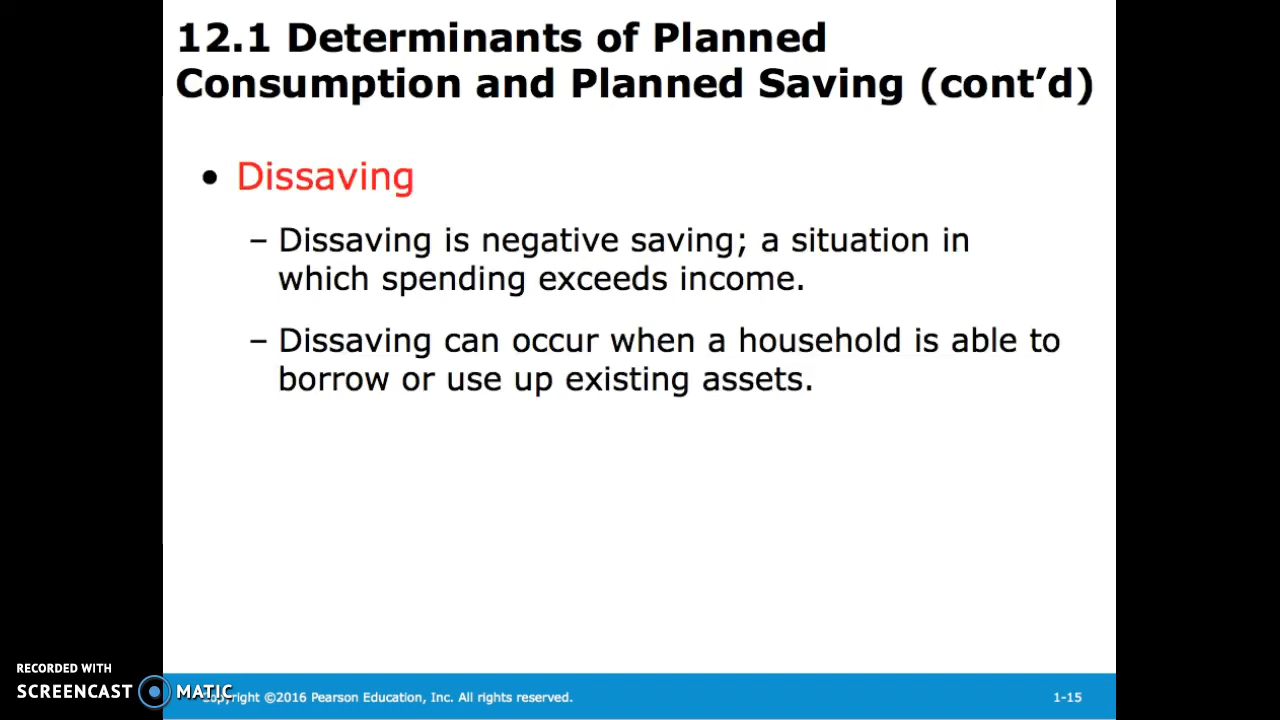 12.1 Determinants of Planned
Consumption and Planned Saving (cont’d)
• Dissaving
– Dissaving is negative saving; a situation in
which spending exceeds income.
– Dissaving can occur when a household is able to
borrow or use up existing assets.
RECORDED WITH
SCREENCAST MATIC
Copyright ©2016 Pearson Education, Inc. All rights reserved.
1-15